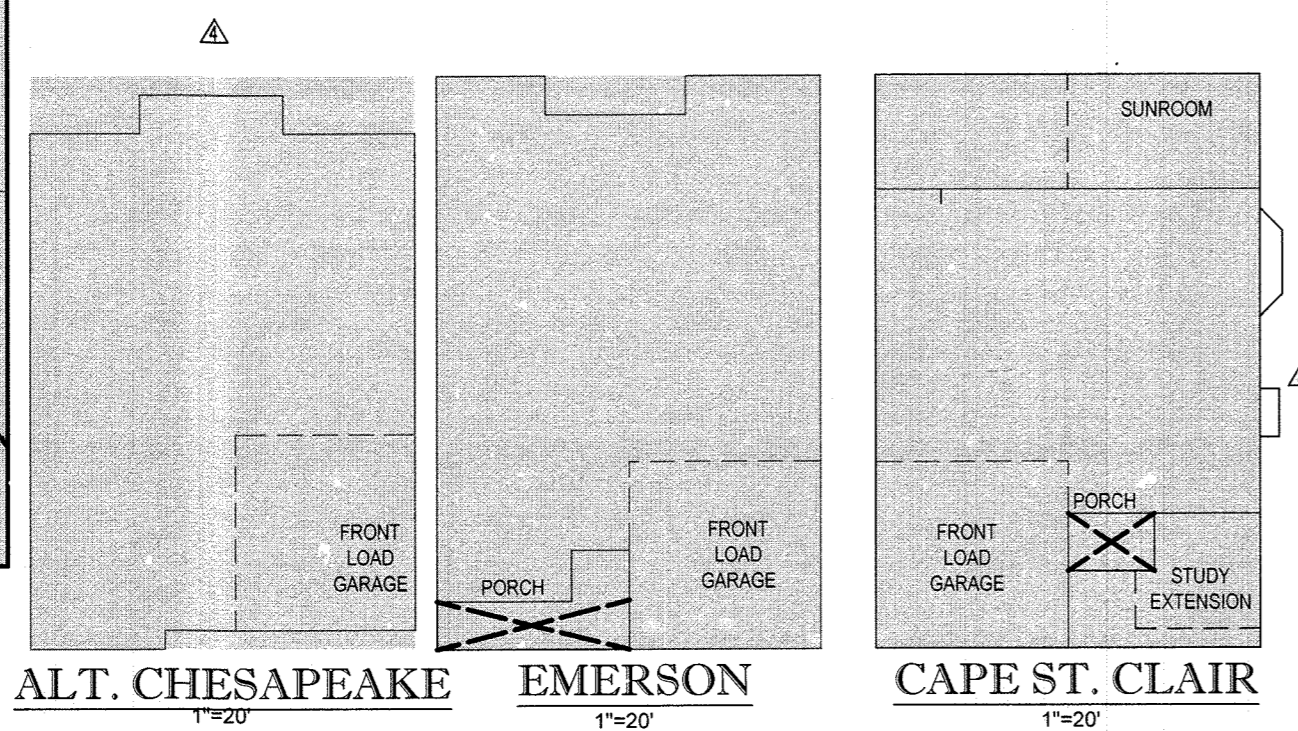 4
FRONT
LOAD
GARAGE
ALT. CHESAPEAKE
1"=20'
PORCH
FRONT
LOAD
GARAGE
EMERSON
1"=20'
SUNROOM
PORCH
FRONT
LOAD
GARAGE
STUDY
EXTENSION
CAPE ST. CLAIR
1"=20'